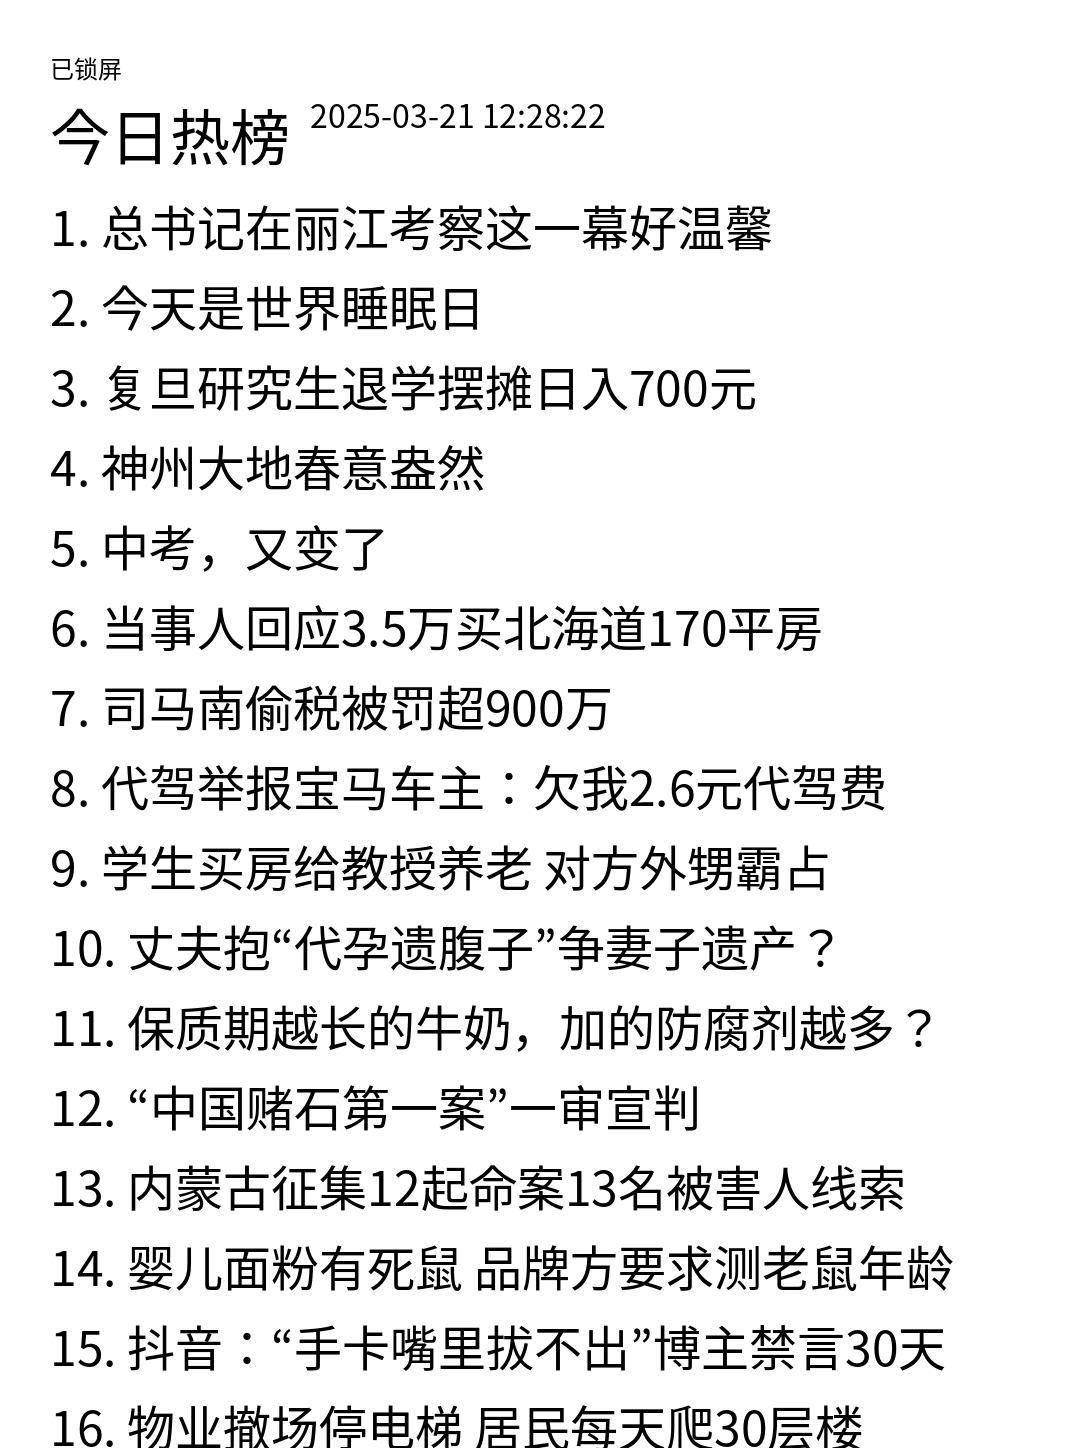 已锁屏
今日热榜 2025-03-21 12:28:22
1. 总书记在丽江考察这一幕好温馨
2. 今天是世界睡眠日
3. 复旦研究生退学摆摊日入700元
4. 神州大地春意盎然
5. 中考，又变了
6. 当事人回应3.5万买北海道170平房
7. 司马南偷税被罚超900万
8. 代驾举报宝马车主：欠我2.6元代驾费
9. 学生买房给教授养老 对方外甥霸占
10. 丈夫抱“代孕遗腹子”争妻子遗产？
11. 保质期越长的牛奶，加的防腐剂越多？
12. “中国赌石第一案”一审宣判
13. 内蒙古征集12起命案13名被害人线索
14. 婴儿面粉有死鼠 品牌方要求测老鼠年龄
15. 抖音：“手卡嘴里拔不出”博主禁言30天
16. 物业撤场停电梯 居民每天爬30层楼